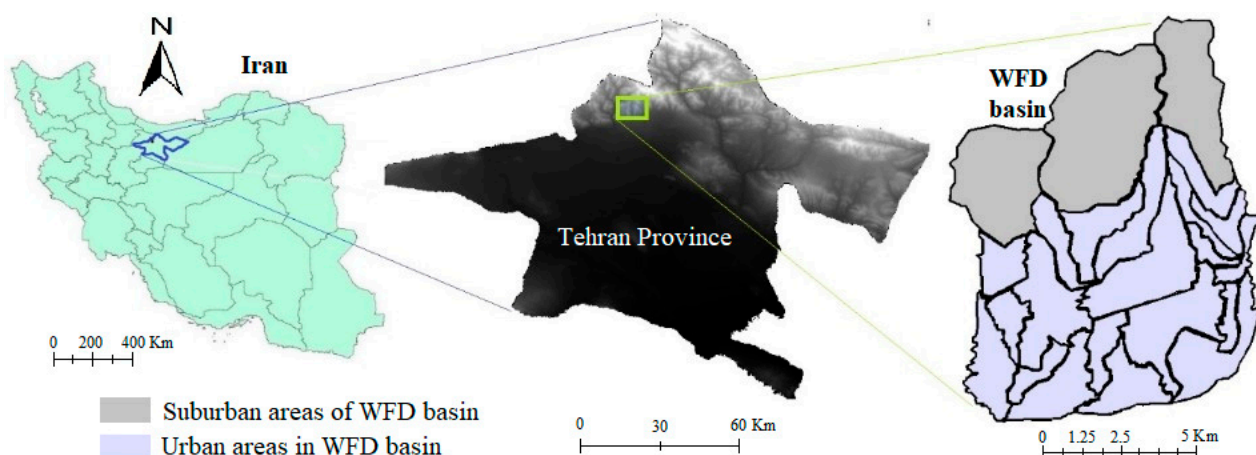 N
Iran
WFD
basin
Tehran Province
0 200 400 Km
Suburban areas of WFD basin
Urban areas in WFD basin
0 30 60 Km
0 1.25 2.5 5 Km